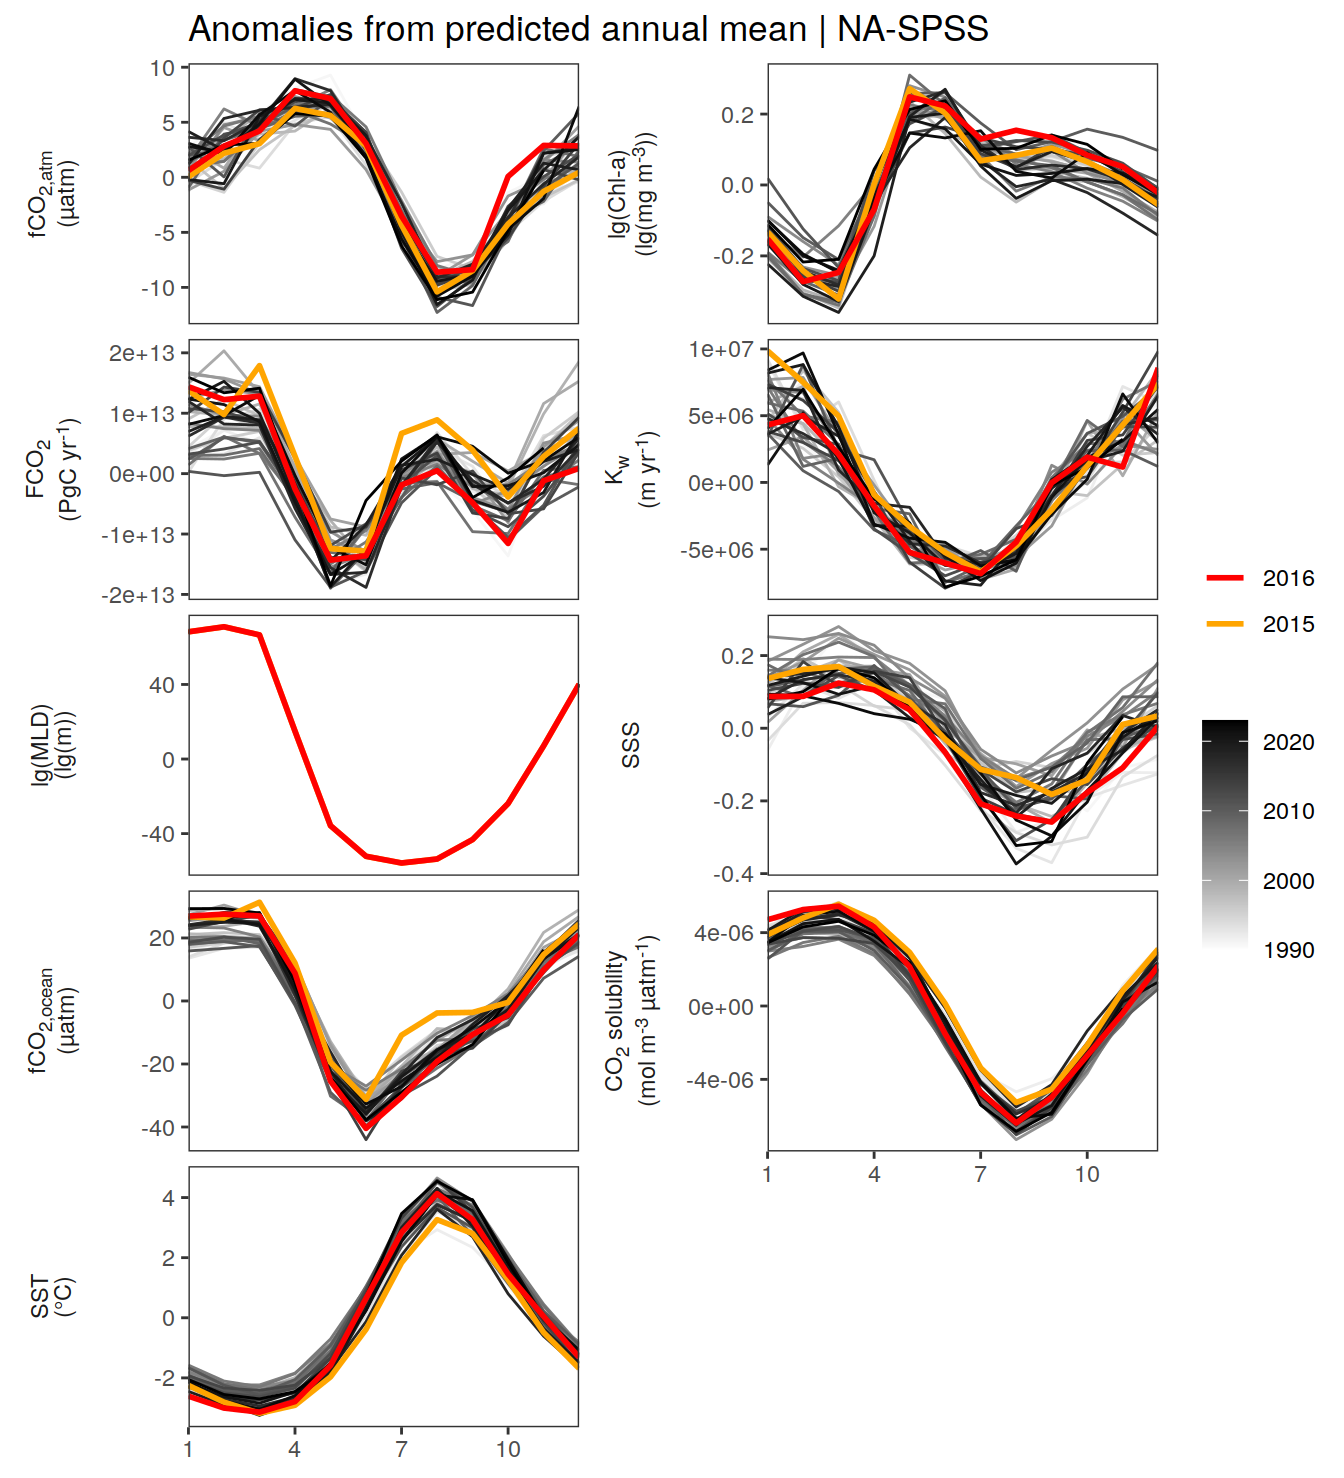 Anomalies from predicted annual mean | NA-SPSS
fCO2,atm
(µatm)
10
5
0
-5
-10
lg(Chl-a)
(lg(mg m-3))
0.2
0.0
-0.2
FCO2
(PgC yr-1)
2e+13
1e+13
0e+00
-1e+13
-2e+13
Kw
(m yr-1)
1e+07
5e+06
0e+00
-5e+06
lg(MLD)
(lg(m))
40
0
-40
SSS
0.2
0.0
-0.2
-0.4
fCO2,ocean
(µatm)
20
0
-20
-40
CO2 solubility
(mol m-3 µatm-1)
4e-06
0e+00
-4e-06
1 4 7 10
SST
(°C)
4
2
0
-2
1 4 7 10
2016
2015
2020
2010
2000
1990